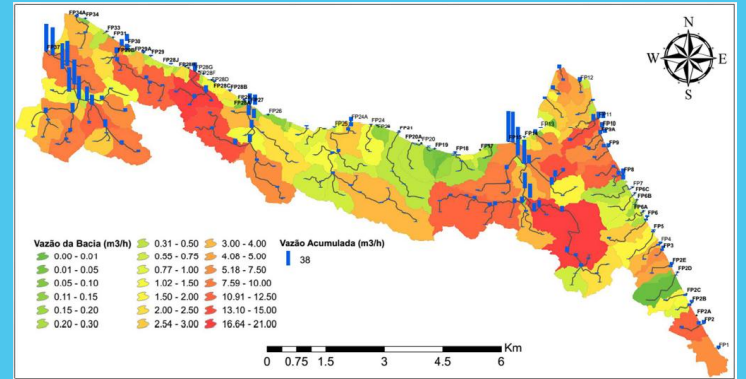 N
W E
S
FP34A FP34
FP33
FP31
FP30
FP37
FP29A FP29
FP28J
FP28G
FP28F
FP28D
FP28C FP28B
FP27
FP26
FP25 FP24A FP24
FP21
FP20A FP20
FP19
FP18
FP17
FP14
FP13
FP12
FP11
FP10
FP9A
FP9
FP8
FP7
FP6C
FP6B
FP6A
FP6
FP5
FP4
FP3
FP2E
FP2D
FP2C
FP2B
FP2A
FP2
FP1
Vazão da Bacia (m3/h)
0.00 - 0.01
0.01 - 0.05
0.05 - 0.10
0.11 - 0.15
0.15 - 0.20
0.20 - 0.30
0.31 - 0.50
0.55 - 0.75
0.77 - 1.00
1.02 - 1.50
1.50 - 2.00
2.00 - 2.50
2.54 - 3.00
3.00 - 4.00
4.08 - 5.00
5.18 - 7.50
7.59 - 10.00
10.91 - 12.50
13.10 - 15.00
16.64 - 21.00
Vazão Acumulada (m3/h)
38
Km
0 0.75 1.5 3 4.5 6